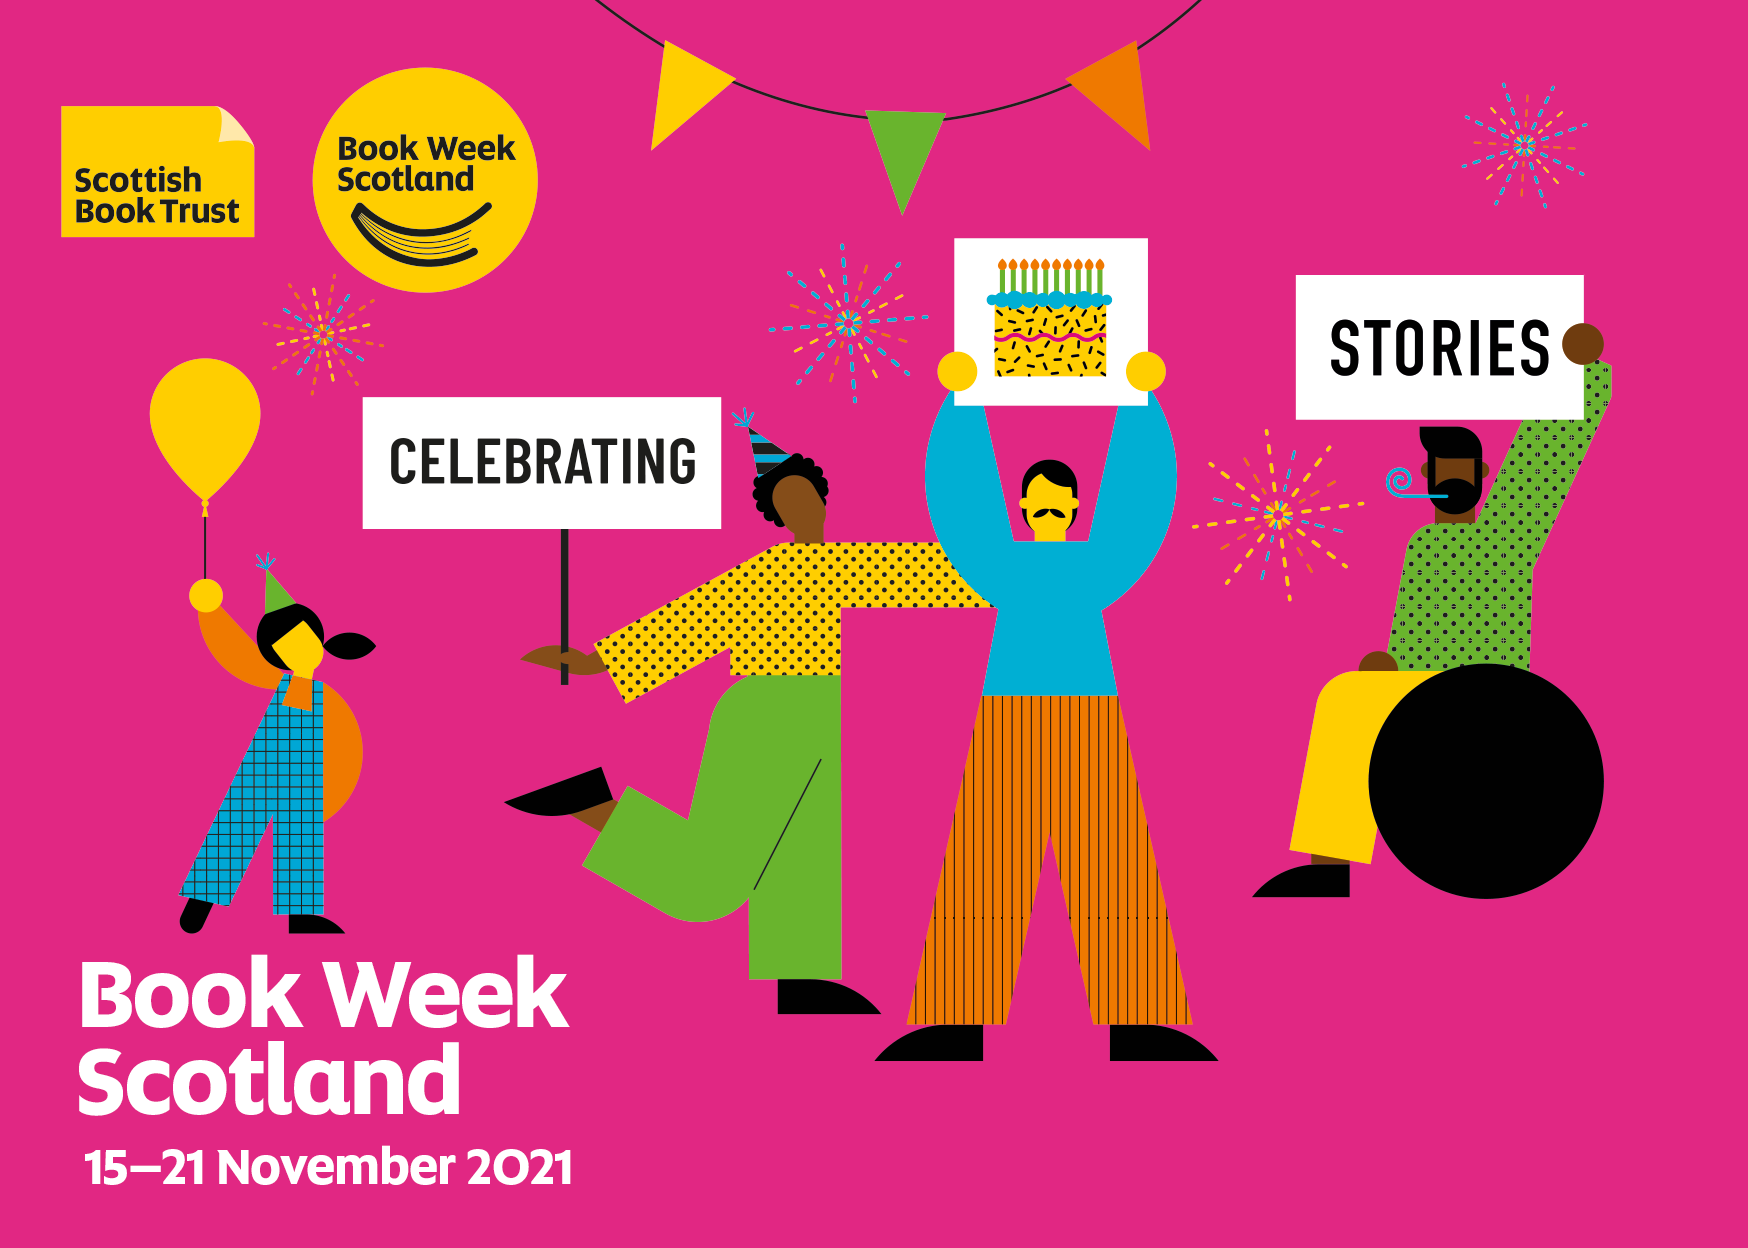 Scottish
Book Trust
Book Week
Scotland
CELEBRATING
STORIES
Book Week
Scotland
15–21 November 2021